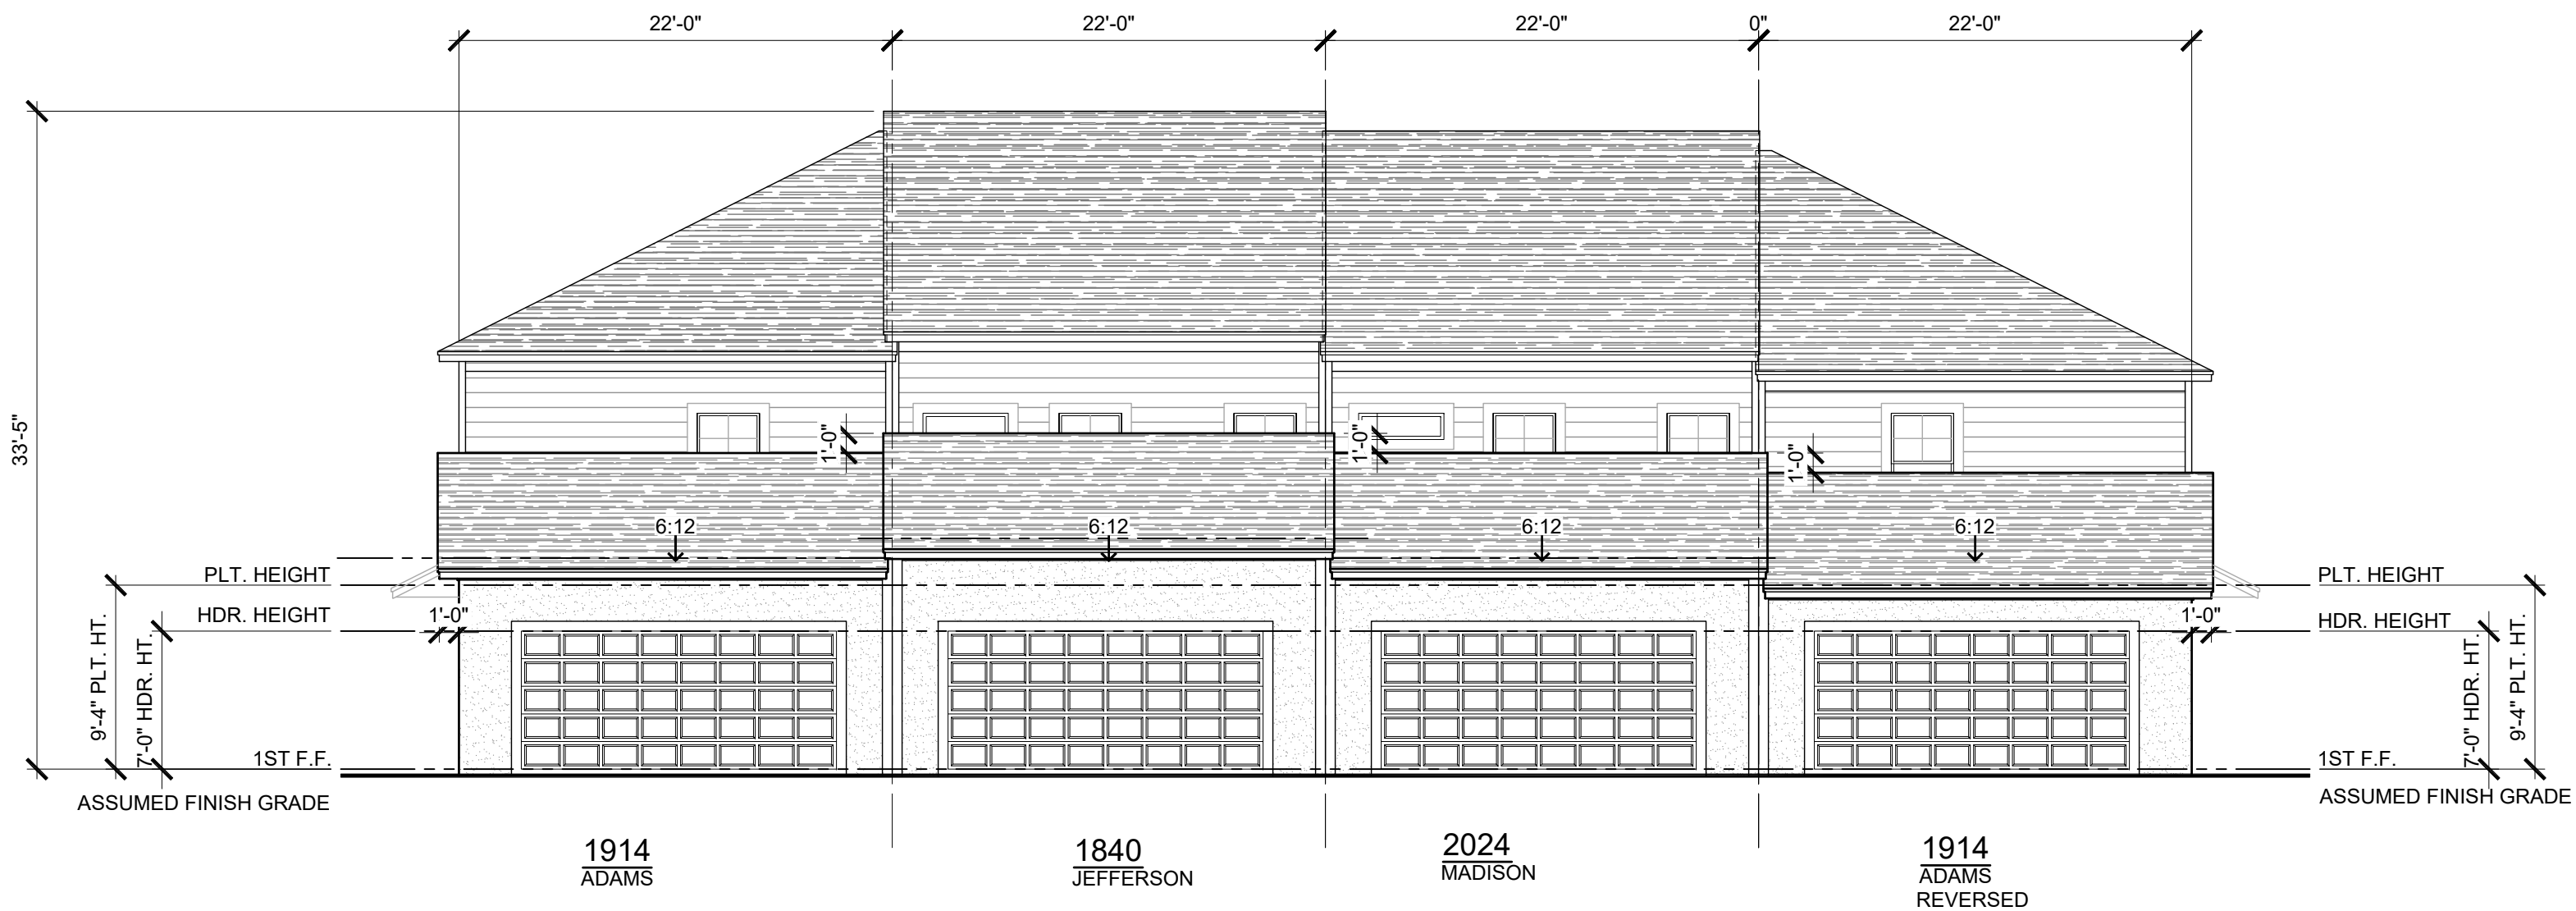 22'-0"
22'-0"
22'-0"
0"
22'-0"
33'-5"
1'-0"
1'-0"
1'-0"
6:12
6:12
6:12
6:12
PLT. HEIGHT
PLT. HEIGHT
HDR. HEIGHT
1'-0"
1'-0"
HDR. HEIGHT
9'-4" PLT. HT.
7'-0" HDR. HT.
7'-0" HDR. HT.
9'-4" PLT. HT.
1ST F.F.
1ST F.F.
ASSUMED FINISH GRADE
ASSUMED FINISH GRADE
1914
ADAMS
1840
JEFFERSON
2024
MADISON
1914
ADAMS
REVERSED